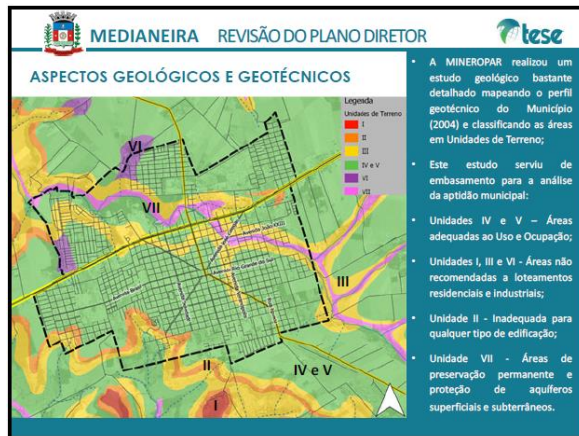 MEDIANEIRA REVISÃO DO PLANO DIRETOR
tese
ASPECTOS GEOLÓGICOS E GEOTÉCNICOS
Legenda
Unidades de Terreno
I
II
III
IV e V
VI
VII
VI
VII
III
II
IV e V
I
• A MINEROPAR realizou um
estudo geológico bastante
detalhado mapeando o perfil
geotécnico do Município
(2004) e classificando as áreas
em Unidades de Terreno;
• Este estudo serviu de
embasamento para a análise
da aptidão municipal:
• Unidades IV e V – Áreas
adequadas ao Uso e Ocupação;
• Unidades I, III e VI - Áreas não
recomendadas a loteamentos
residenciais e industriais;
• Unidade II - Inadequada para
qualquer tipo de edificação;
• Unidade VII - Áreas de
preservação permanente e
proteção de aquíferos
superficiais e subterrâneos.